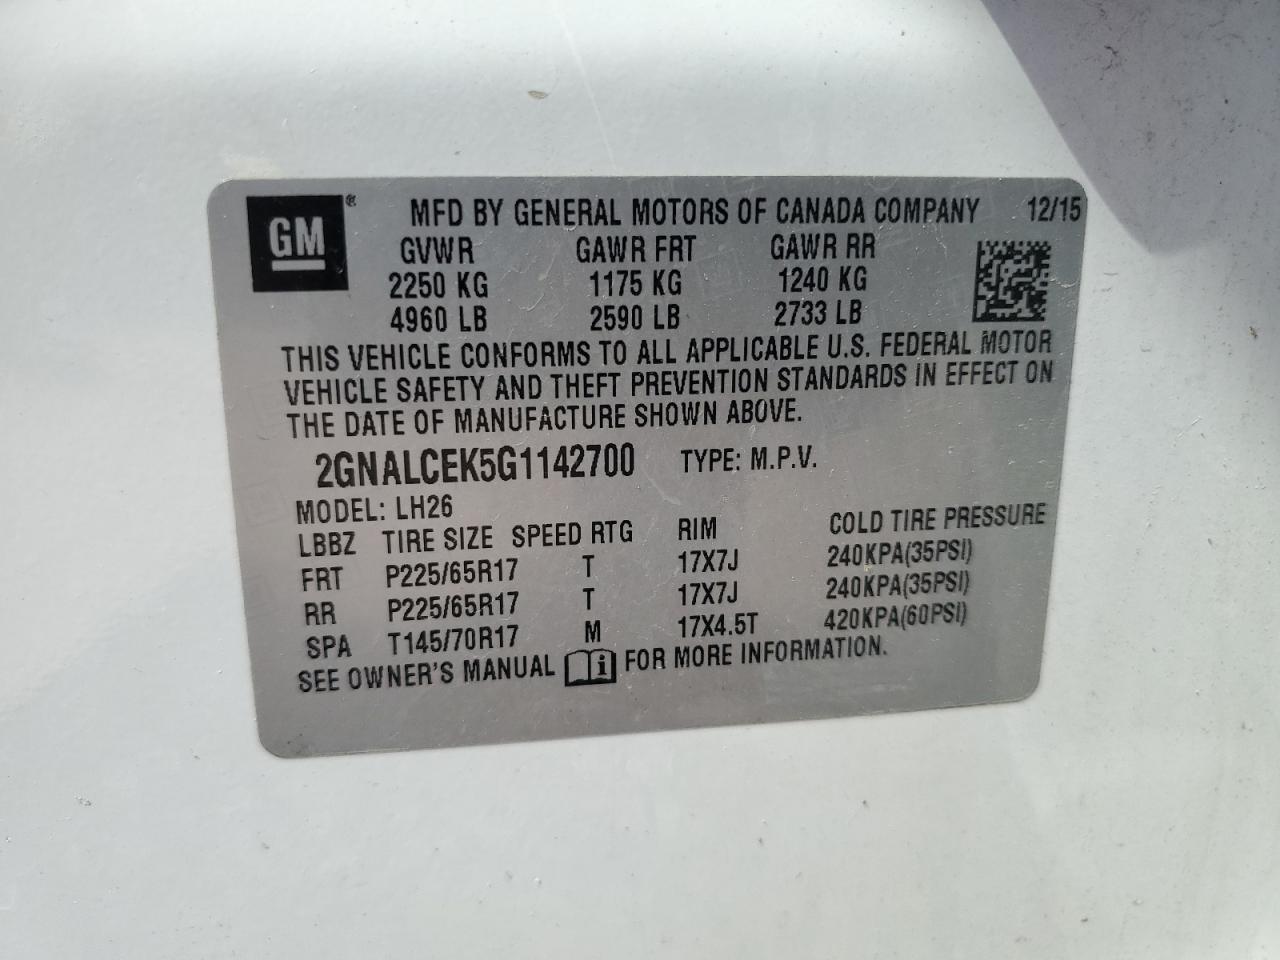 GM ® MFD BY GENERAL MOTORS OF CANADA COMPANY 12/15
GVWR GAWR FRT GAWR RR
2250 KG 1175 KG 1240 KG
4960 LB 2590 LB 2733 LB
THIS VEHICLE CONFORMS TO ALL APPLICABLE U.S. FEDERAL MOTOR
VEHICLE SAFETY AND THEFT PREVENTION STANDARDS IN EFFECT ON
THE DATE OF MANUFACTURE SHOWN ABOVE.
2GNALCEK5G1142700 TYPE: M.P.V.
MODEL: LH26
LBBZ TIRE SIZE SPEED RTG RIM COLD TIRE PRESSURE
FRT P225/65R17 T 17X7J 240KPA(35PSI)
RR P225/65R17 T 17X7J 240KPA(35PSI)
SPA T145/70R17 M 17X4.5T 420KPA(60PSI)
SEE OWNER'S MANUAL i FOR MORE INFORMATION.